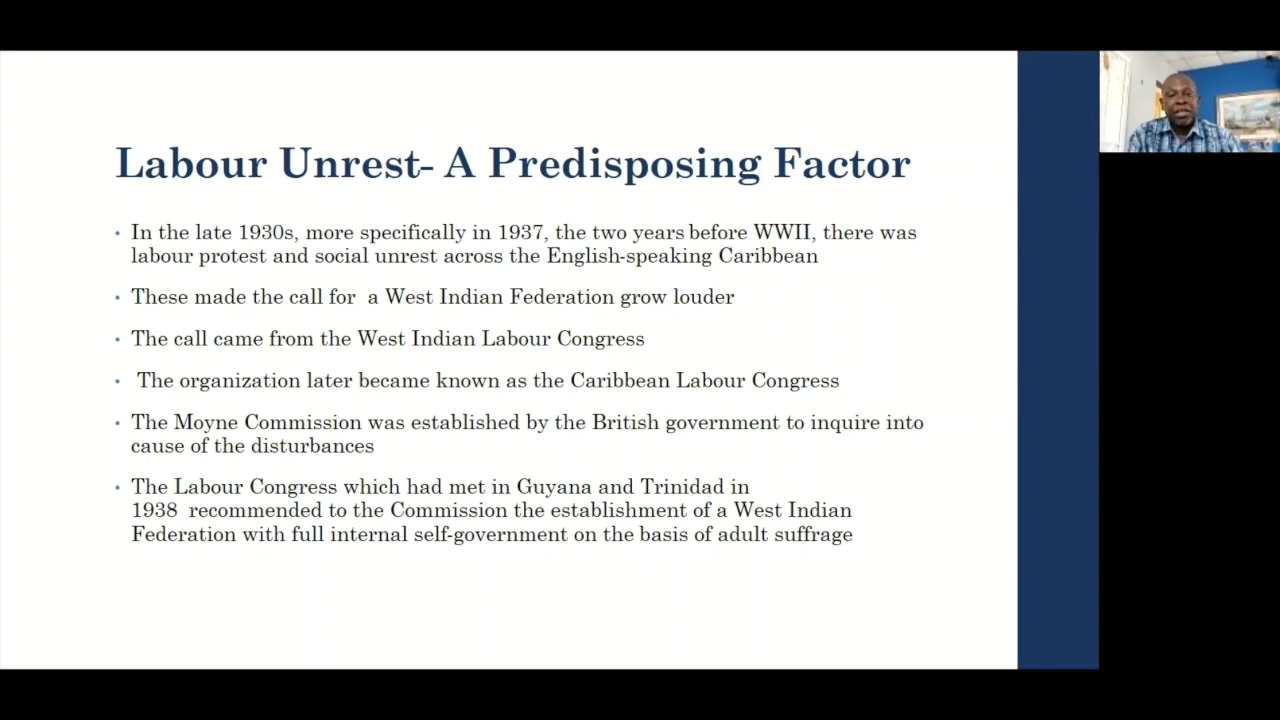 Labour Unrest- A Predisposing Factor
• In the late 1930s, more specifically in 1937, the two years before WWII, there was
labour protest and social unrest across the English-speaking Caribbean
• These made the call for  a West Indian Federation grow louder
• The call came from the West Indian Labour Congress
•  The organization later became known as the Caribbean Labour Congress
• The Moyne Commission was established by the British government to inquire into
cause of the disturbances
• The Labour Congress which had met in Guyana and Trinidad in
1938  recommended to the Commission the establishment of a West Indian
Federation with full internal self-government on the basis of adult suffrage